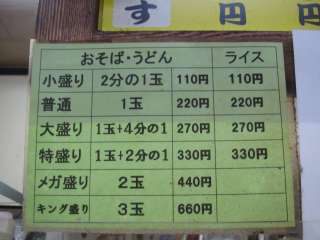 す 円 円
おそば・うどん ライス
小盛り 2分の1玉 110円 110円
普通 1玉 220円 220円
大盛り 1玉+4分の1 270円 270円
特盛り 1玉+2分の1 330円 330円
メガ盛り 2玉 440円
キング盛り 3玉 660円